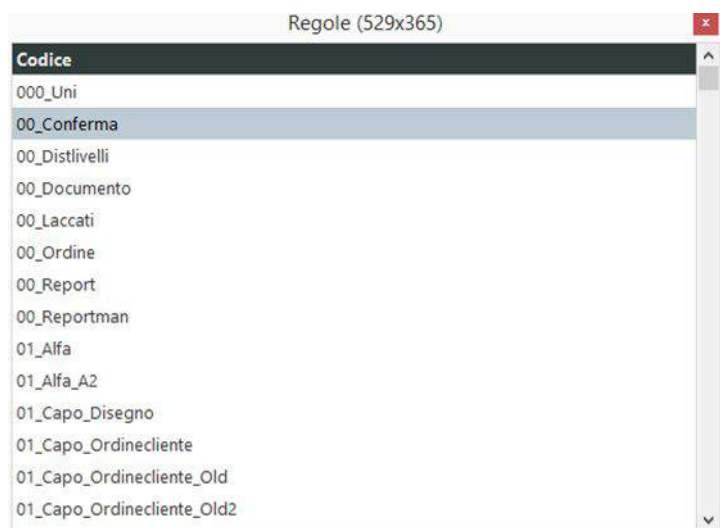 Regole (529x365)
x
Codice
000_Uni
00_Conferma
00_Distlivelli
00_Documento
00_Laccati
00_Ordine
00_Report
00_Reportman
01_Alfa
01_Alfa_A2
01_Capo_Disegno
01_Capo_Ordinecliente
01_Capo_Ordinecliente_Old
01_Capo_Ordinecliente_Old2